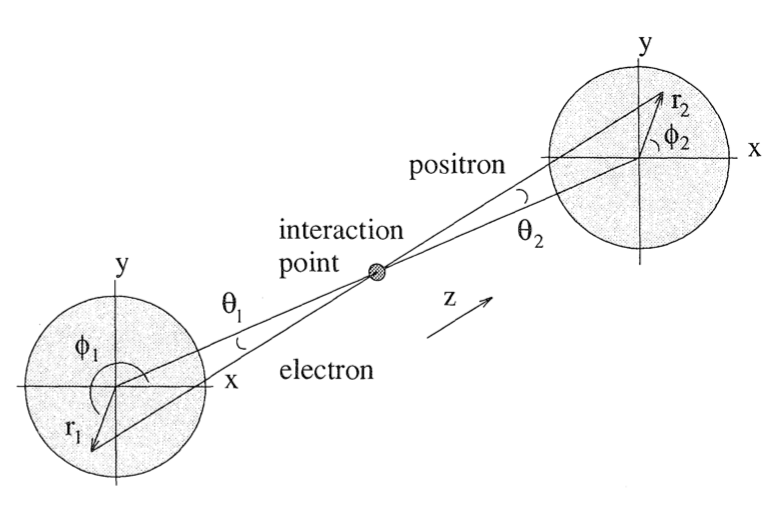 y
r₂
ϕ₂
x
positron
θ₂
interaction
point
z
y
θ₁
ϕ₁
x
electron
r₁